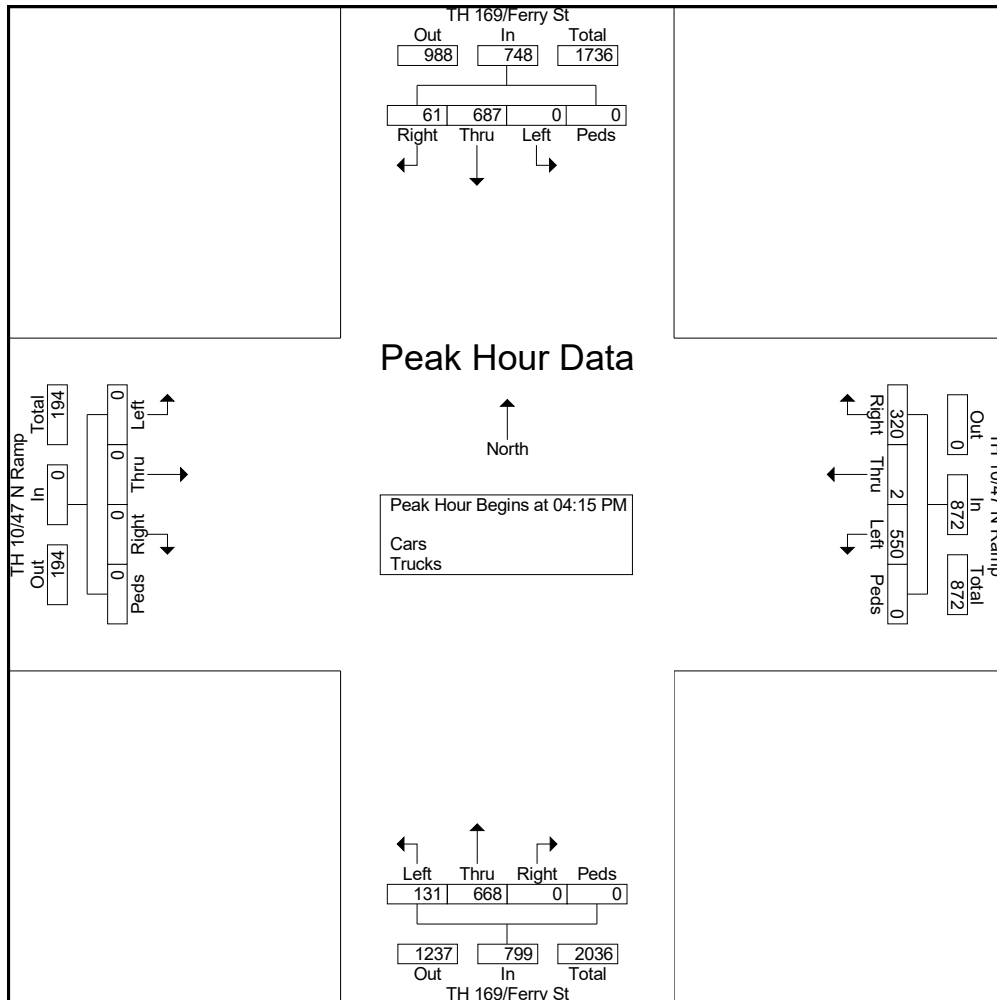 TH 169/Ferry St
Out In Total
988 748 1736
61 687 0 0
Right Thru Left Peds
Peak Hour Data
North
Peak Hour Begins at 04:15 PM
Cars
Trucks
TH 10/47 N Ramp
Out In Total
194 0 194
0 0 0 0
Left Thru Right Peds
TH 10/47 N Ramp
Out In Total
0 872 872
320 2 550 0
Right Thru Left Peds
Left Thru Right Peds
131 668 0 0
1237 799 2036
Out In Total
TH 169/Ferry St